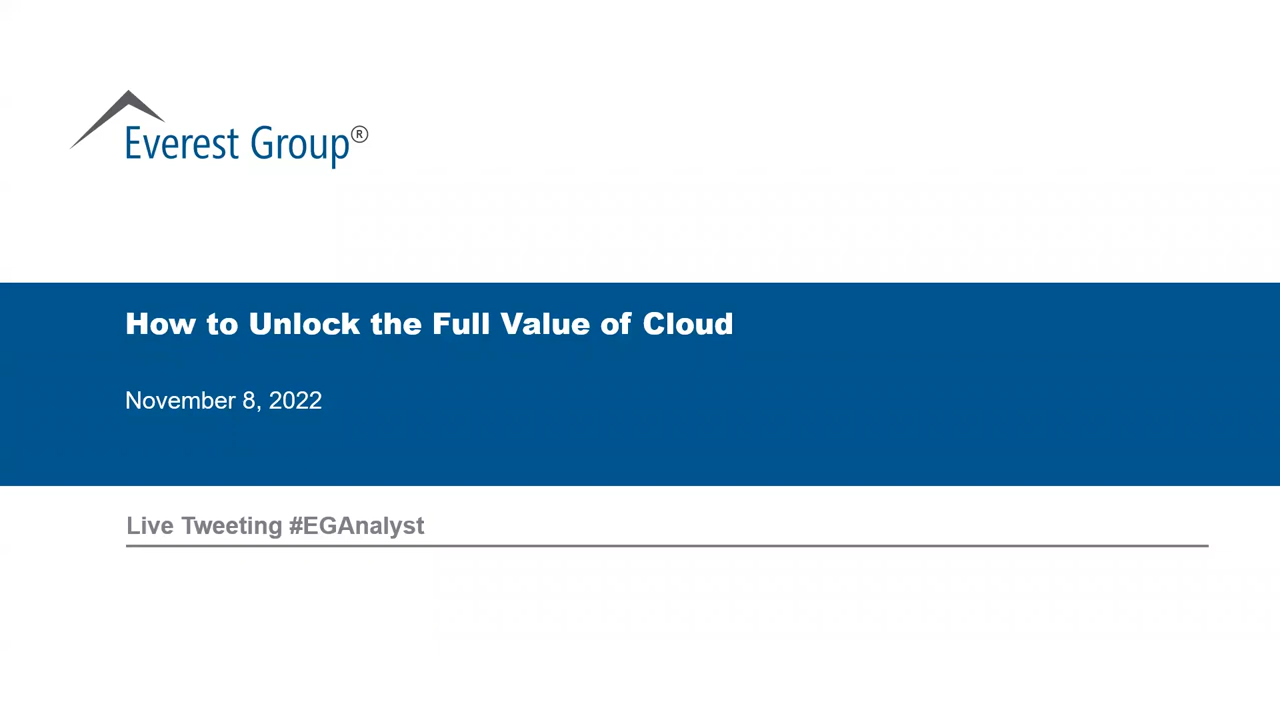 Everest Group®
How to Unlock the Full Value of Cloud
November 8, 2022
Live Tweeting #EGAnalyst